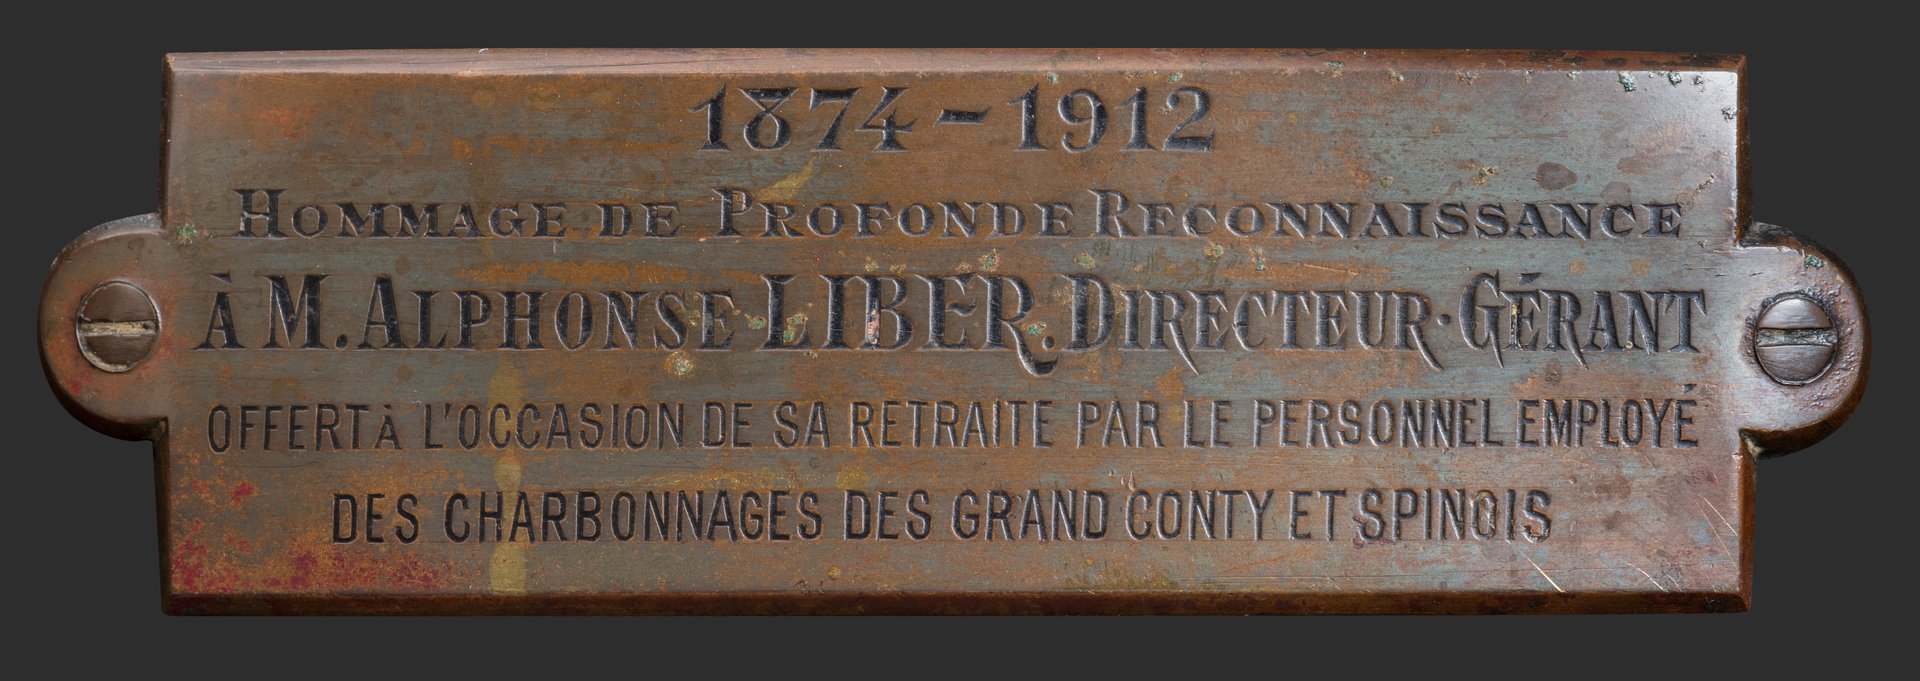 1874 - 1912
HOMMAGE DE PROFONDE RECONNAISSANCE
À M. ALPHONSE LIBER. DIRECTEUR·GÉRANT
OFFERT À L'OCCASION DE SA RETRAITE PAR LE PERSONNEL EMPLOYÉ
DES CHARBONNAGES DES GRAND CONTY ET SPINOIS